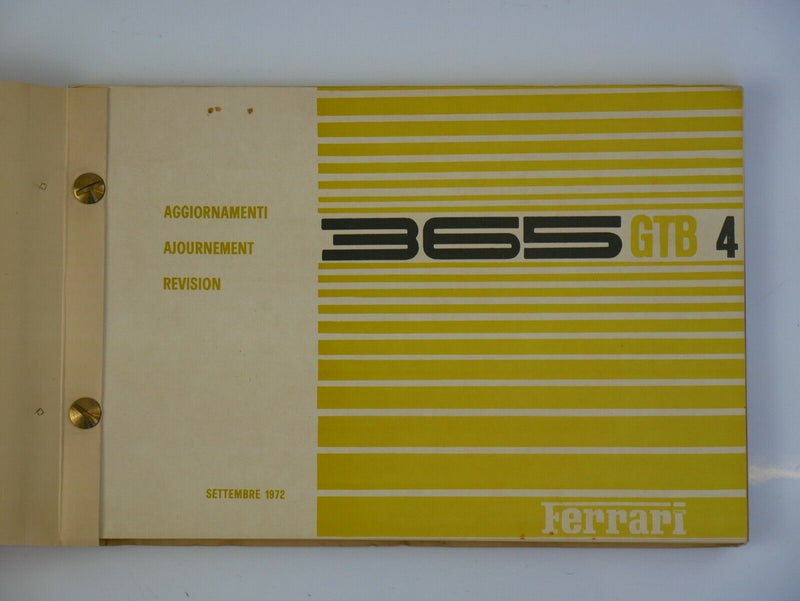 AGGIORNAMENTI
AJOURNEMENT
REVISION
365 GTB 4
SETTEMBRE 1972
Ferrari